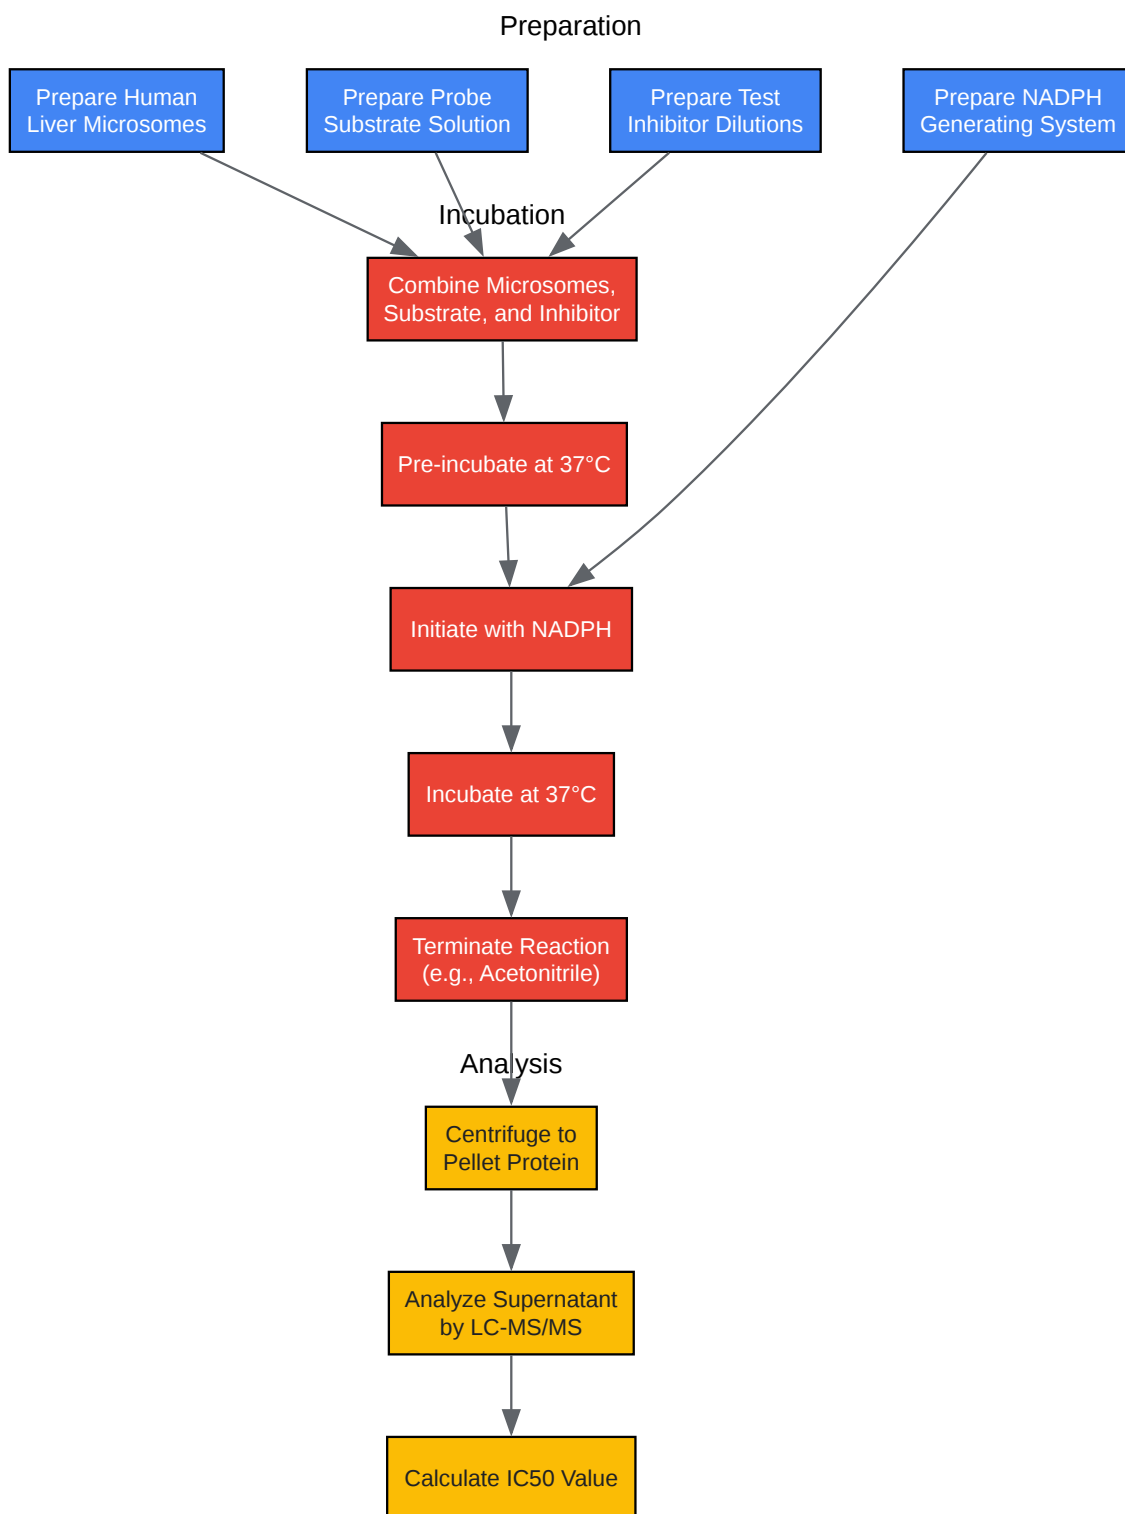 Preparation
Prepare Human
Liver Microsomes
Prepare Probe
Substrate Solution
Prepare Test
Inhibitor Dilutions
Prepare NADPH
Generating System
Incubation
Combine Microsomes,
Substrate, and Inhibitor
Pre-incubate at 37°C
Initiate with NADPH
Incubate at 37°C
Terminate Reaction
(e.g., Acetonitrile)
Analysis
Centrifuge to
Pellet Protein
Analyze Supernatant
by LC-MS/MS
Calculate IC50 Value